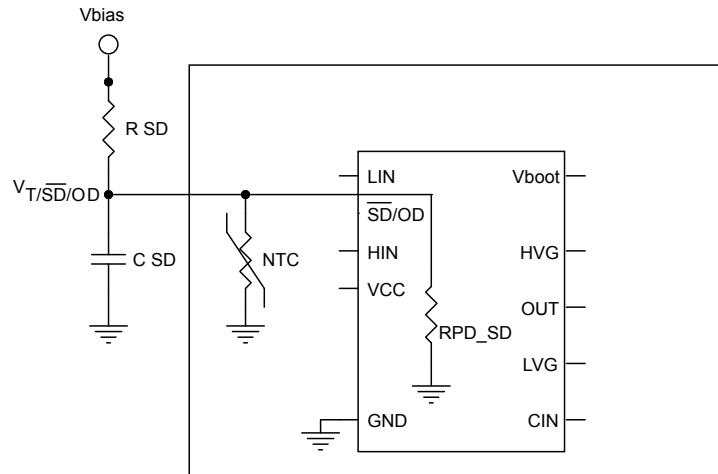 Vbias
R SD
VT/SD/OD
C SD
NTC
LIN
SD/OD
HIN
VCC
GND
RPD_SD
Vboot
HVG
OUT
LVG
CIN